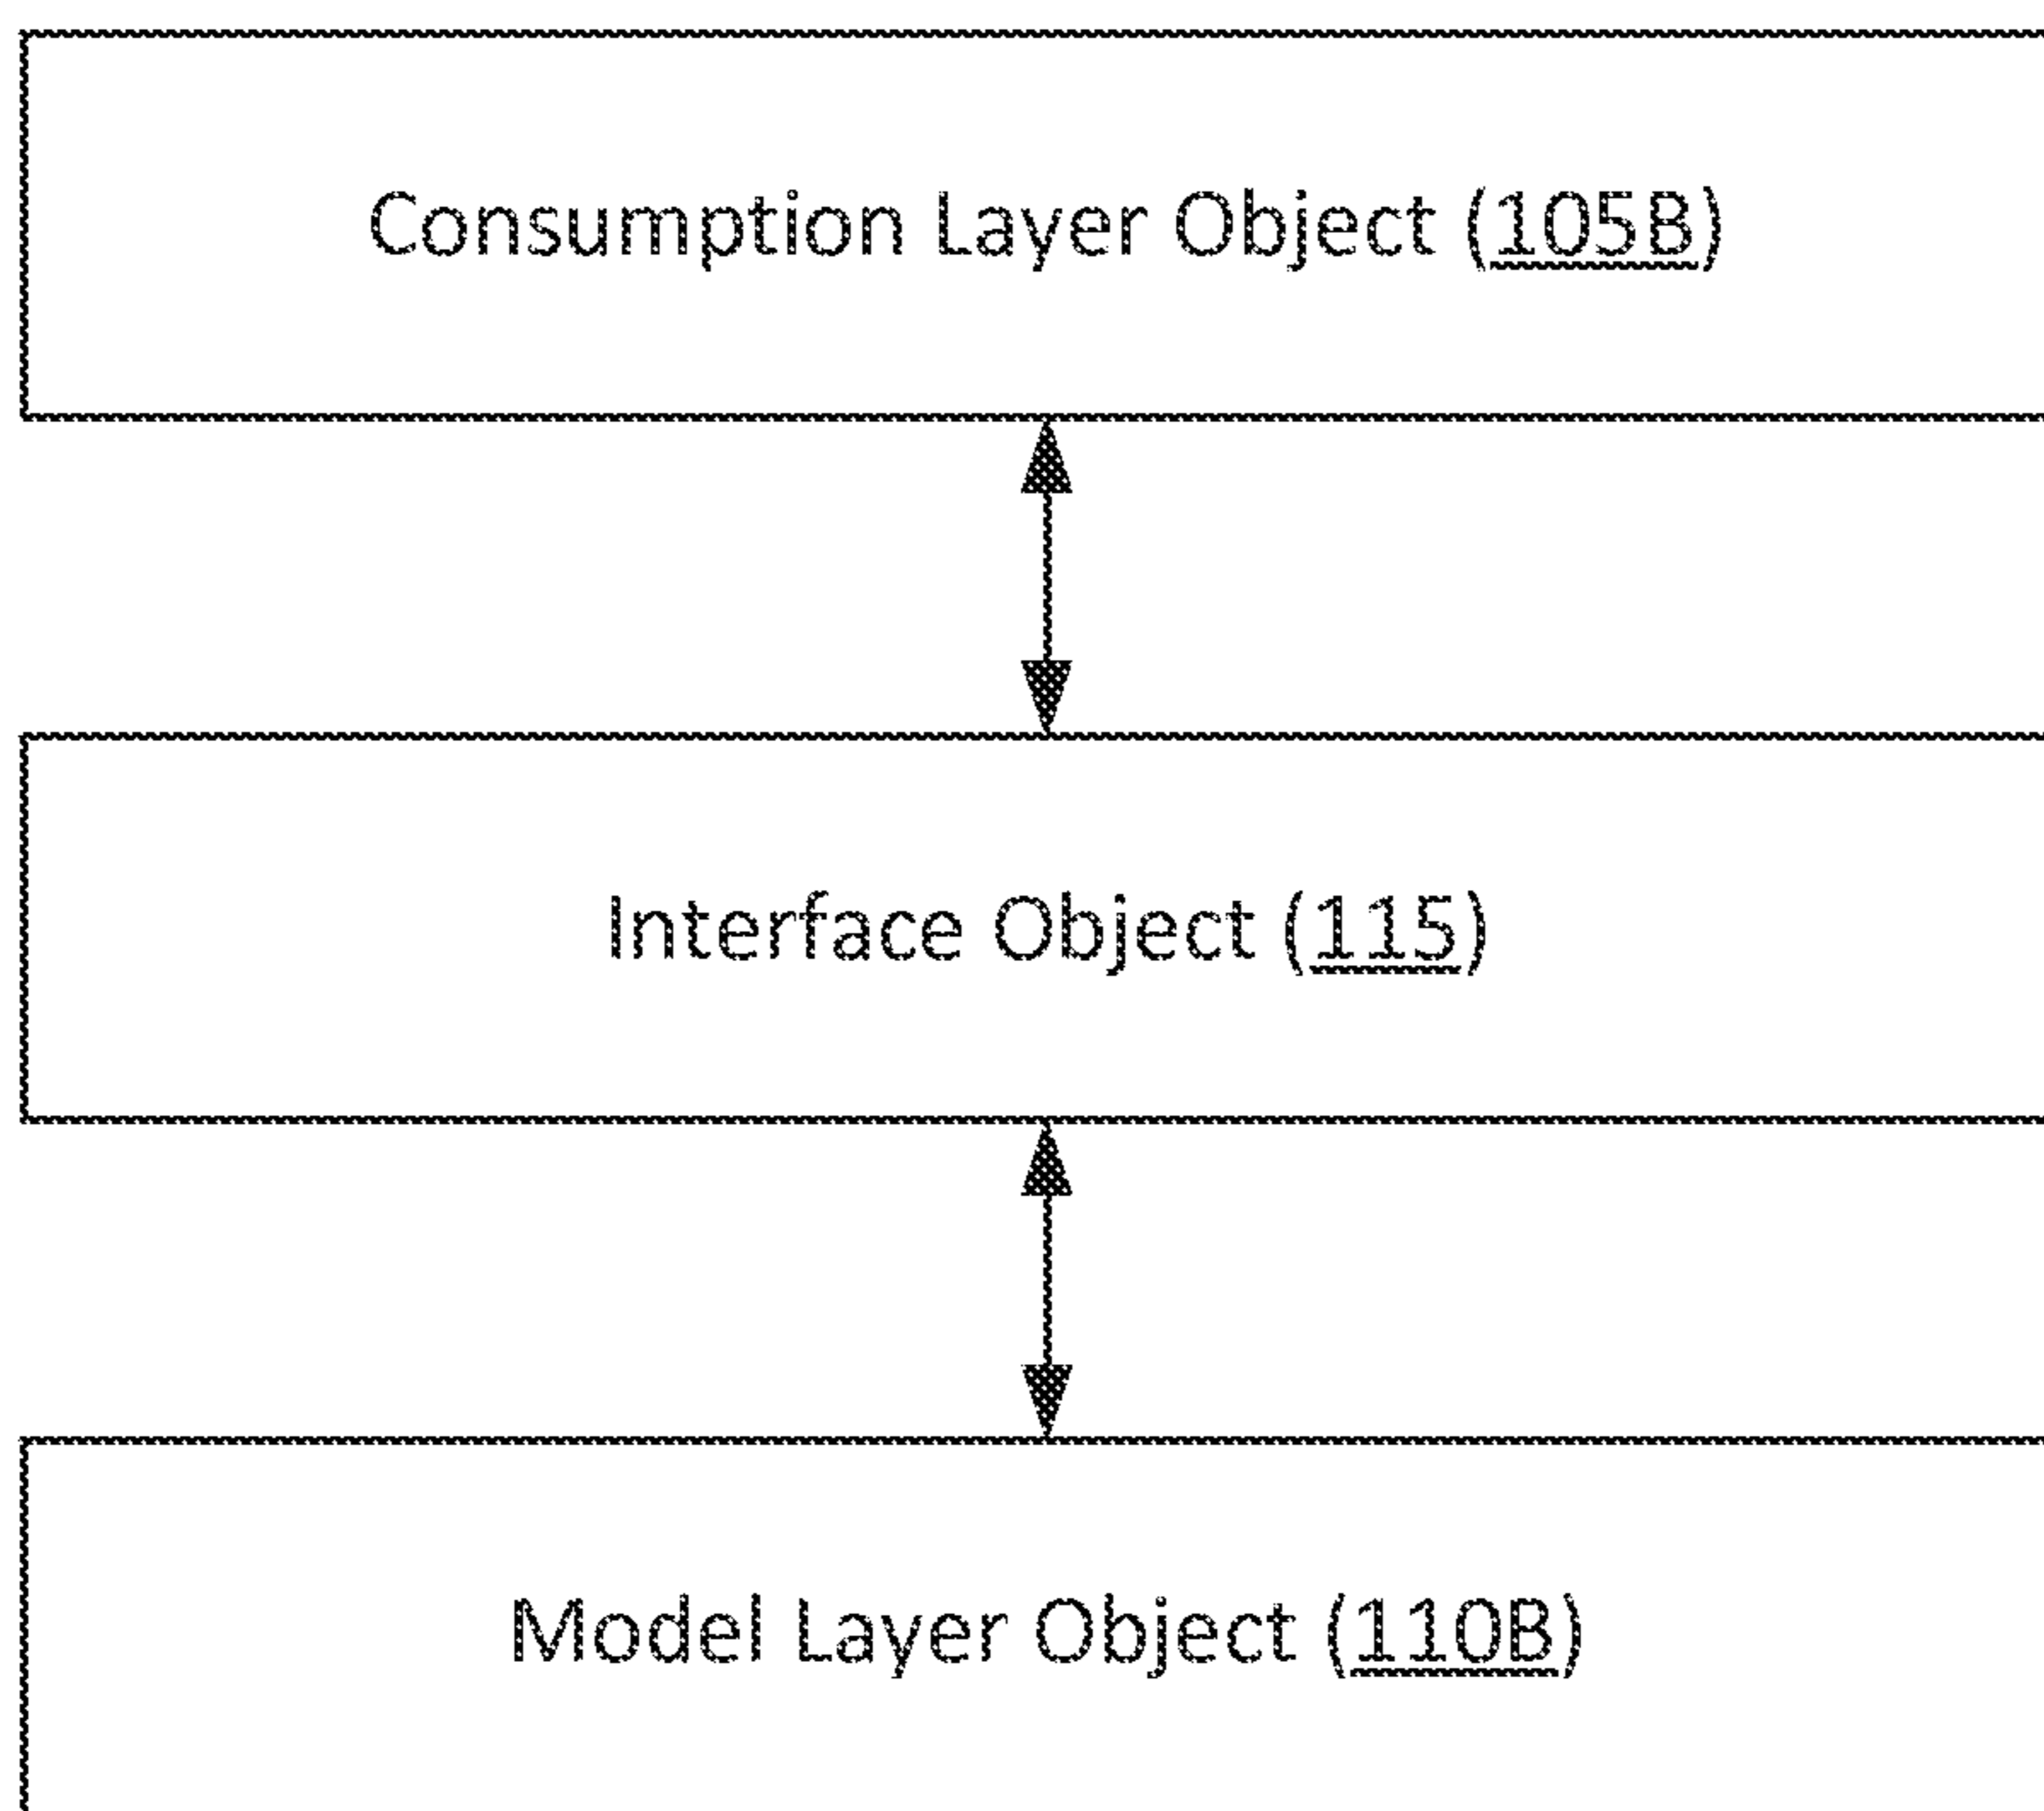 Consumption Layer Object (105B)
Interface Object (115)
Model Layer Object (110B)